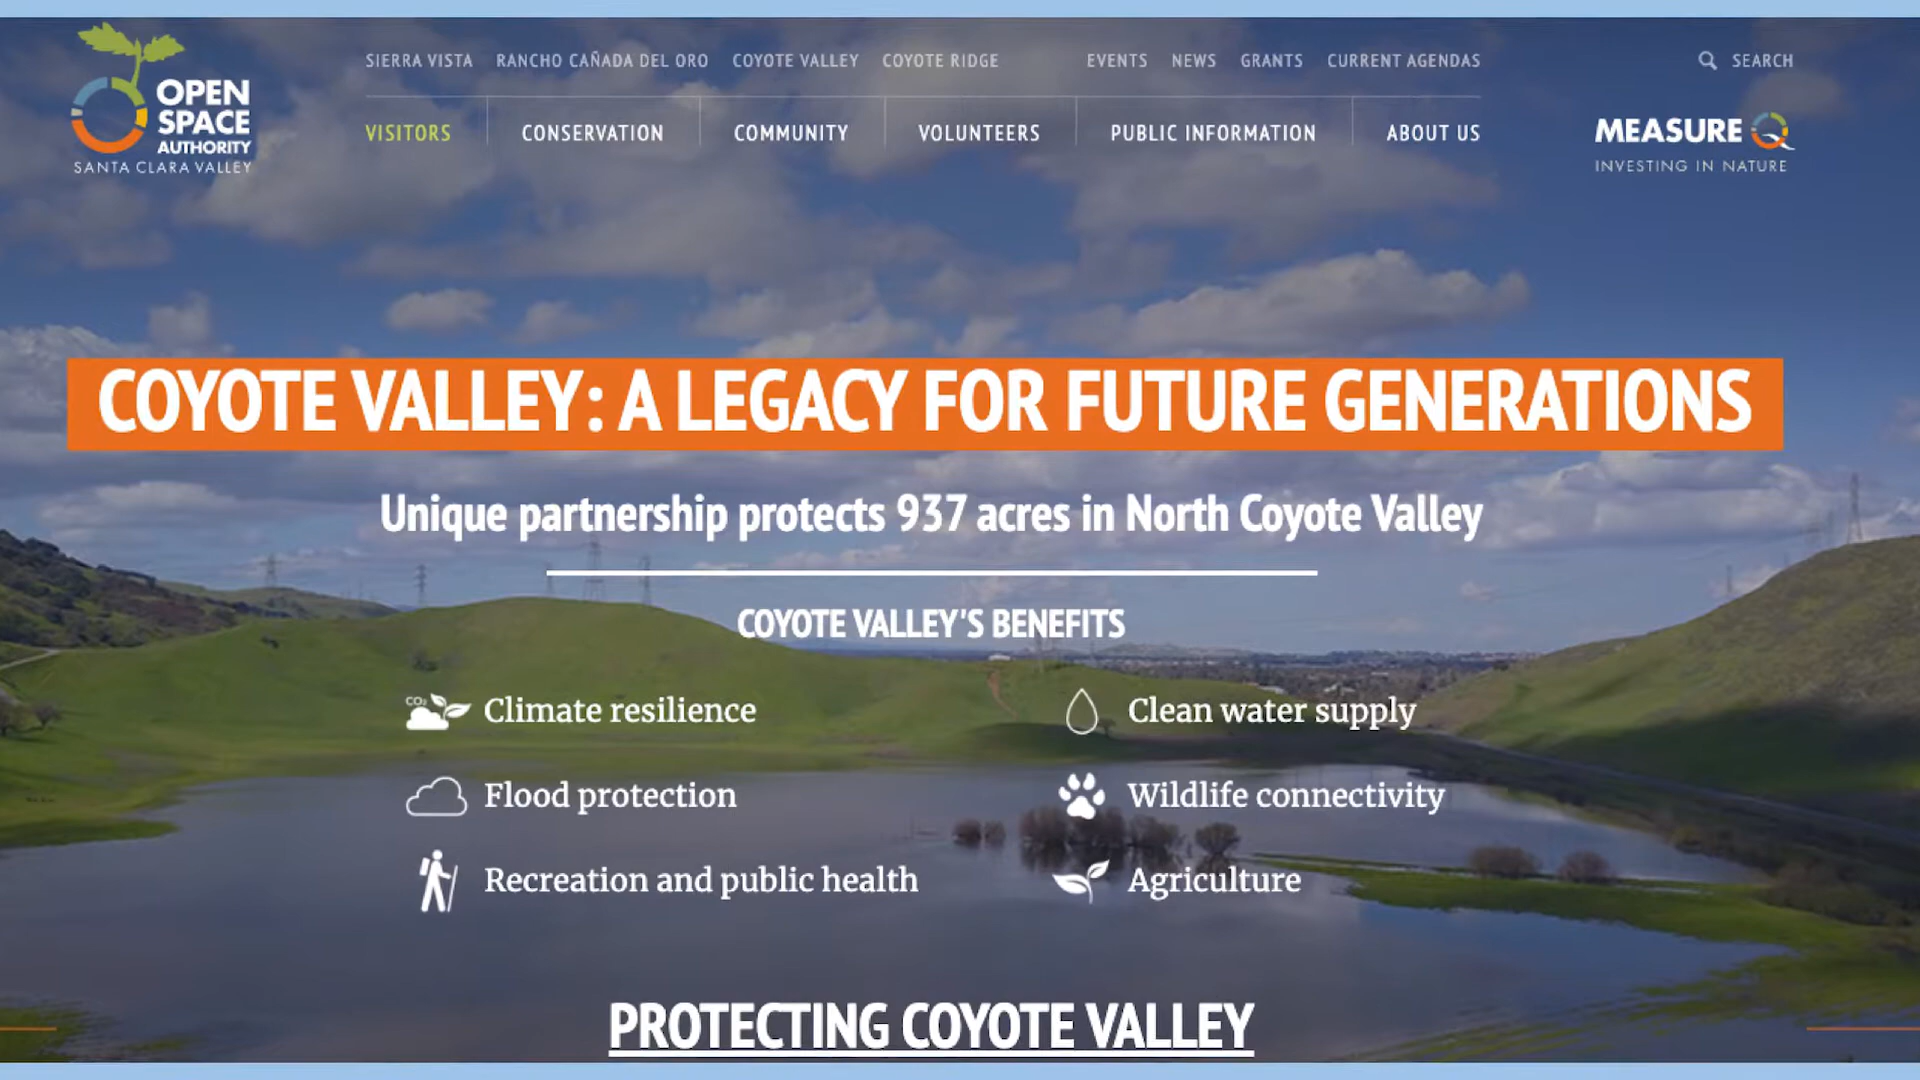 OPEN
SPACE
AUTHORITY
SANTA CLARA VALLEY
SIERRA VISTA RANCHO CAÑADA DEL ORO COYOTE VALLEY COYOTE RIDGE EVENTS NEWS GRANTS CURRENT AGENDAS SEARCH
VISITORS CONSERVATION COMMUNITY VOLUNTEERS PUBLIC INFORMATION ABOUT US
MEASURE Q
INVESTING IN NATURE
COYOTE VALLEY: A LEGACY FOR FUTURE GENERATIONS
Unique partnership protects 937 acres in North Coyote Valley
COYOTE VALLEY'S BENEFITS
CO₂ Climate resilience
Clean water supply
Flood protection
Wildlife connectivity
Recreation and public health
Agriculture
PROTECTING COYOTE VALLEY